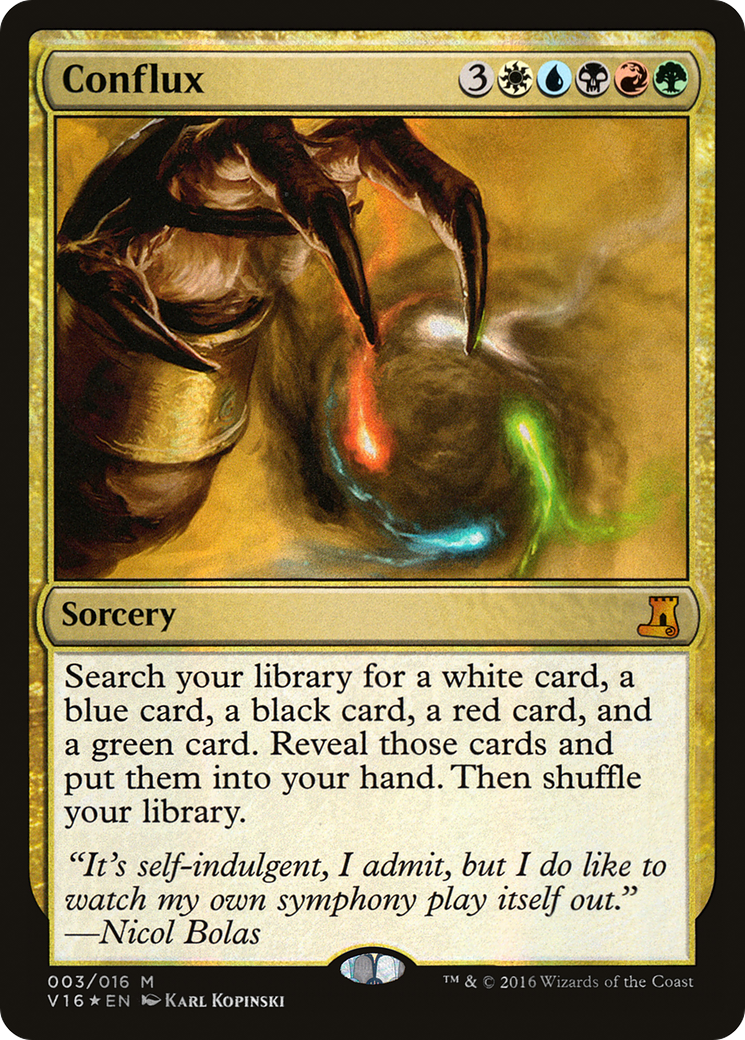 Conflux 3
Sorcery
Search your library for a white card, a
blue card, a black card, a red card, and
a green card. Reveal those cards and
put them into your hand. Then shuffle
your library.
“It’s self-indulgent, I admit, but I do like to
watch my own symphony play itself out.”
—Nicol Bolas
003/016 M
V16★EN Karl Kopinski
™ & © 2016 Wizards of the Coast